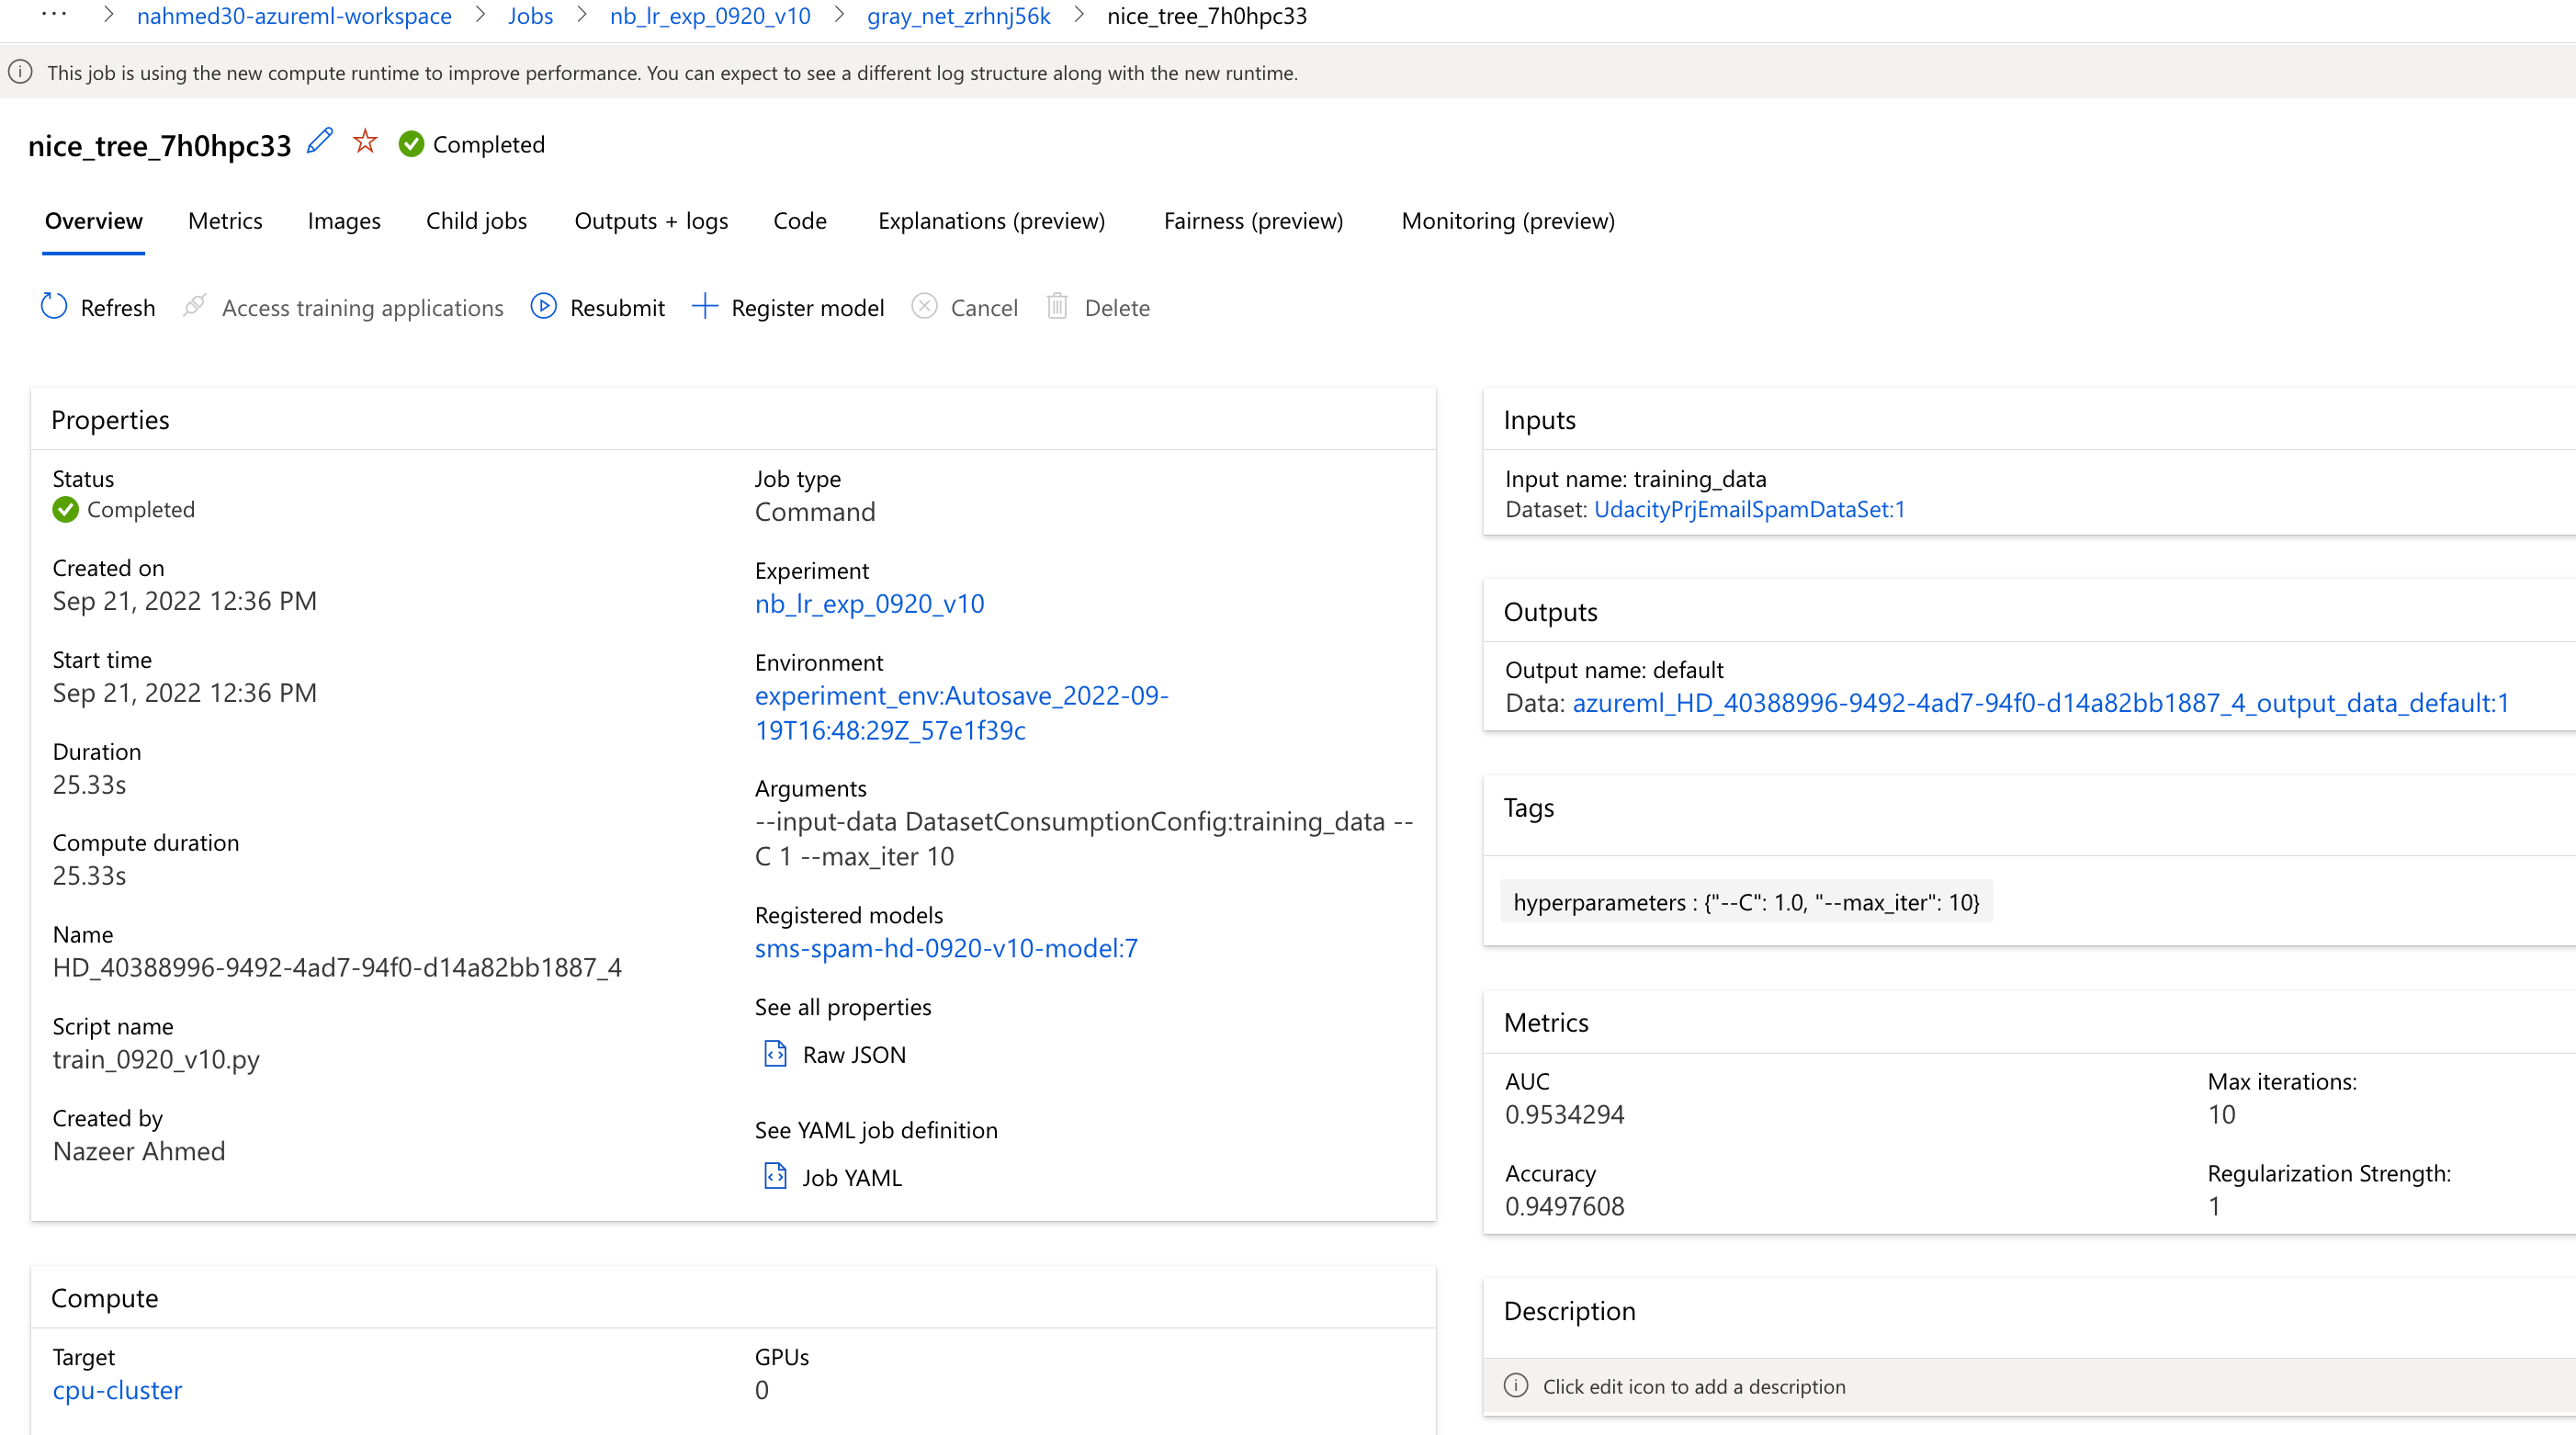 ... > nahmed30-azureml-workspace > Jobs > nb_lr_exp_0920_v10 > gray_net_zrhnj56k > nice_tree_7h0hpc33
This job is using the new compute runtime to improve performance. You can expect to see a different log structure along with the new runtime.
nice_tree_7h0hpc33 Completed
Overview Metrics Images Child jobs Outputs + logs Code Explanations (preview) Fairness (preview) Monitoring (preview)
Refresh Access training applications Resubmit Register model Cancel Delete
Properties
Status
Completed
Created on
Sep 21, 2022 12:36 PM
Start time
Sep 21, 2022 12:36 PM
Duration
25.33s
Compute duration
25.33s
Name
HD_40388996-9492-4ad7-94f0-d14a82bb1887_4
Script name
train_0920_v10.py
Created by
Nazeer Ahmed
Job type
Command
Experiment
nb_lr_exp_0920_v10
Environment
experiment_env:Autosave_2022-09-
19T16:48:29Z_57e1f39c
Arguments
--input-data DatasetConsumptionConfig:training_data --
C 1 --max_iter 10
Registered models
sms-spam-hd-0920-v10-model:7
See all properties
Raw JSON
See YAML job definition
Job YAML
Compute
Target
cpu-cluster
GPUs
0
Inputs
Input name: training_data
Dataset: UdacityPrjEmailSpamDataSet:1
Outputs
Output name: default
Data: azureml_HD_40388996-9492-4ad7-94f0-d14a82bb1887_4_output_data_default:1
Tags
hyperparameters : {"--C": 1.0, "--max_iter": 10}
Metrics
AUC
0.9534294
Accuracy
0.9497608
Max iterations:
10
Regularization Strength:
1
Description
Click edit icon to add a description